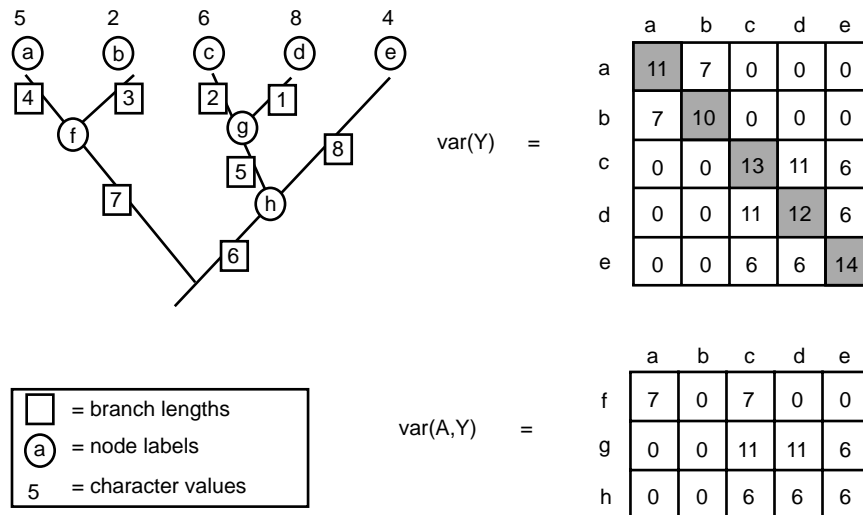 5 2 6 8 4
a b c d e
4 3 2 1
f g
8
5
7 h
6
var(Y) =
a b c d e
a 11 7 0 0 0
b 7 10 0 0 0
c 0 0 13 11 6
d 0 0 11 12 6
e 0 0 6 6 14
= branch lengths
a = node labels
5 = character values
var(A,Y) =
a b c d e
f 7 0 7 0 0
g 0 0 11 11 6
h 0 0 6 6 6